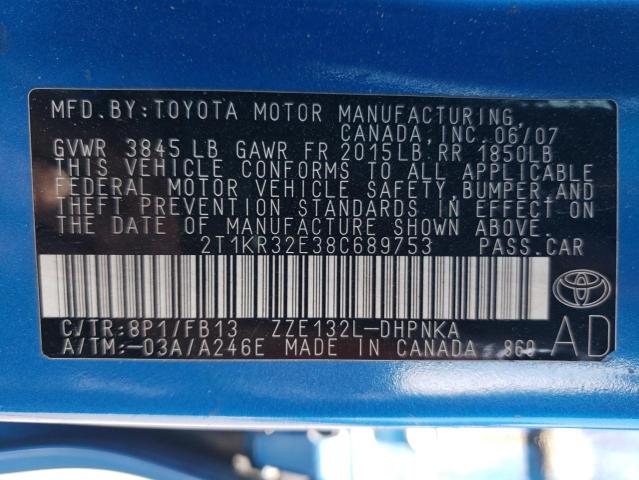 MFD.BY:TOYOTA MOTOR MANUFACTURING,
CANADA, INC. 06/07
GVWR 3845 LB GAWR FR 2015LB RR 1850LB
THIS VEHICLE CONFORMS TO ALL APPLICABLE
FEDERAL MOTOR VEHICLE SAFETY, BUMPER, AND
THEFT PREVENTION STANDARDS IN EFFECT ON
THE DATE OF MANUFACTURE SHOWN ABOVE.
2T1KR32E38C689753 PASS.CAR
C/TR:8P1/FB13 ZZE132L-DHPNKA
A/TM:-03A/A246E MADE IN CANADA 860
AD